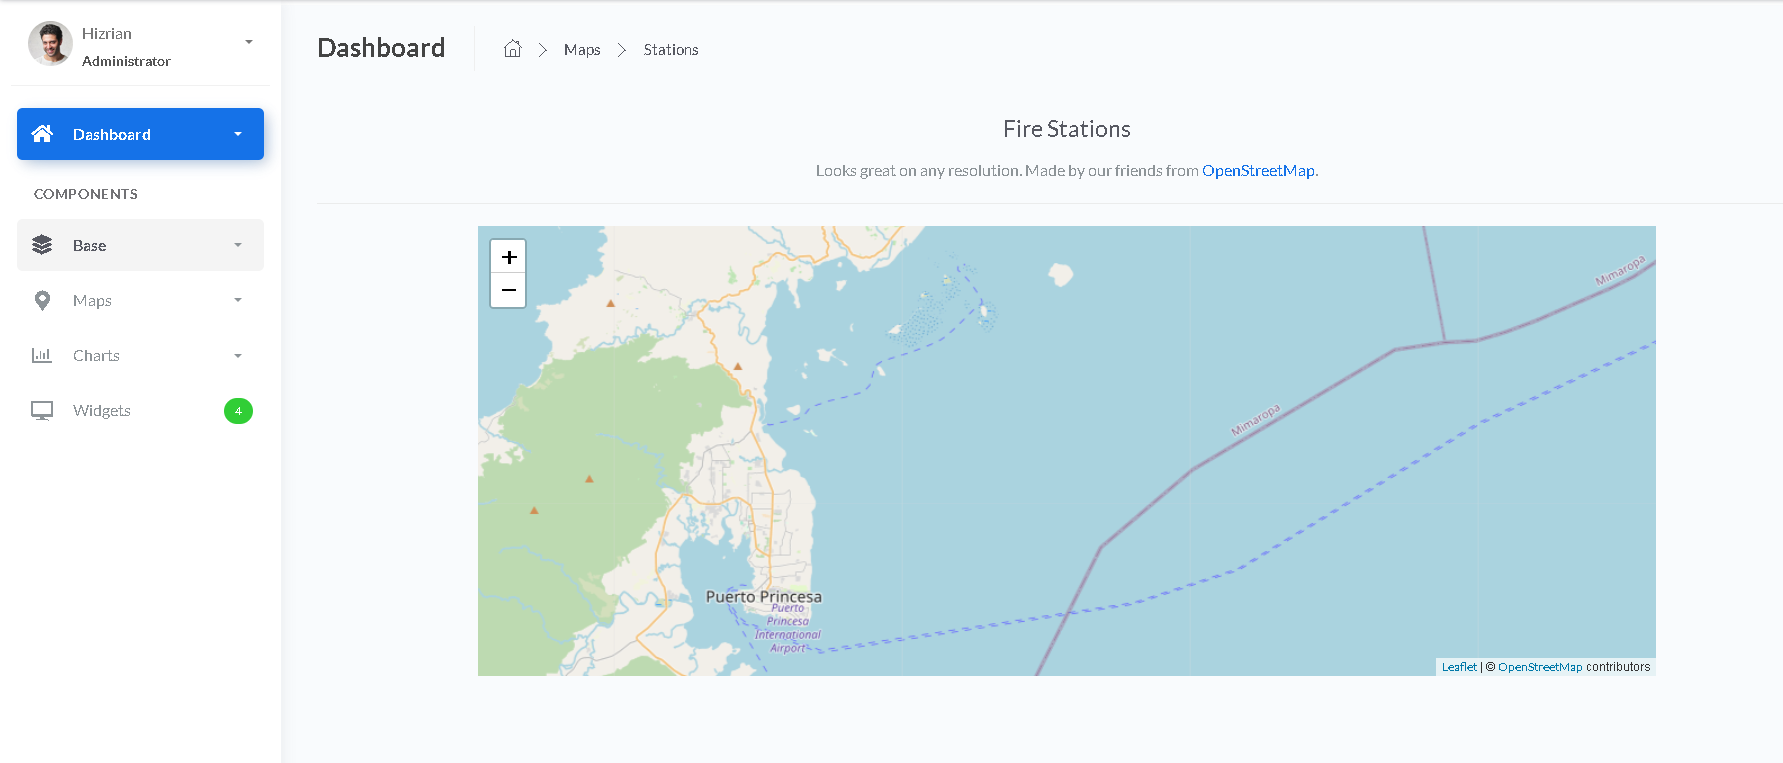 Hizrian
Administrator
Dashboard
COMPONENTS
Base
Maps
Charts
Widgets 4
Dashboard Maps Stations
Fire Stations
Looks great on any resolution. Made by our friends from OpenStreetMap.
+
−
Mimaropa
Mimaropa
Puerto Princesa
Puerto
Princesa
International
Airport
Leaflet | © OpenStreetMap contributors